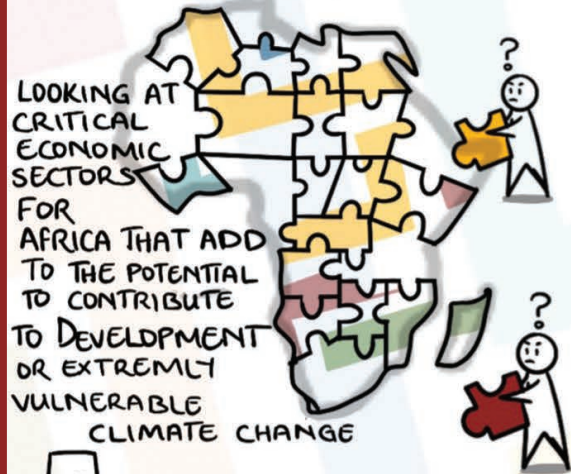 ?
LOOKING AT
CRITICAL
ECONOMIC
SECTORS
FOR
AFRICA THAT ADD
TO THE POTENTIAL
TO CONTRIBUTE
TO DEVELOPMENT
OR EXTREMLY
VULNERABLE
CLIMATE CHANGE
?